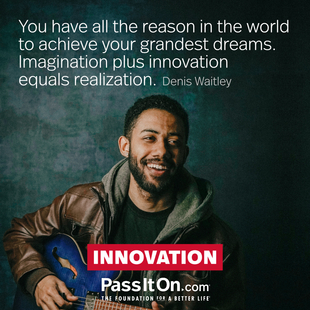 You have all the reason in the world
to achieve your grandest dreams.
Imagination plus innovation
equals realization. Denis Waitley
INNOVATION
PassItOn.com
THE FOUNDATION FOR A BETTER LIFE